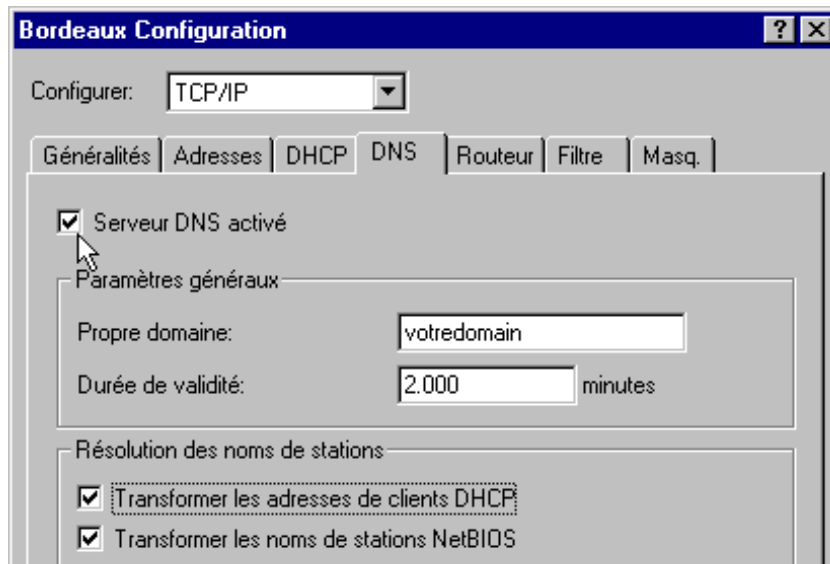 Bordeaux Configuration
Configurer: TCP/IP
Généralités Adresses DHCP DNS Routeur Filtre Masq.
Serveur DNS activé
Paramètres généraux
Propre domaine: votredomain
Durée de validité: 2.000 minutes
Résolution des noms de stations
Transformer les adresses de clients DHCP
Transformer les noms de stations NetBIOS